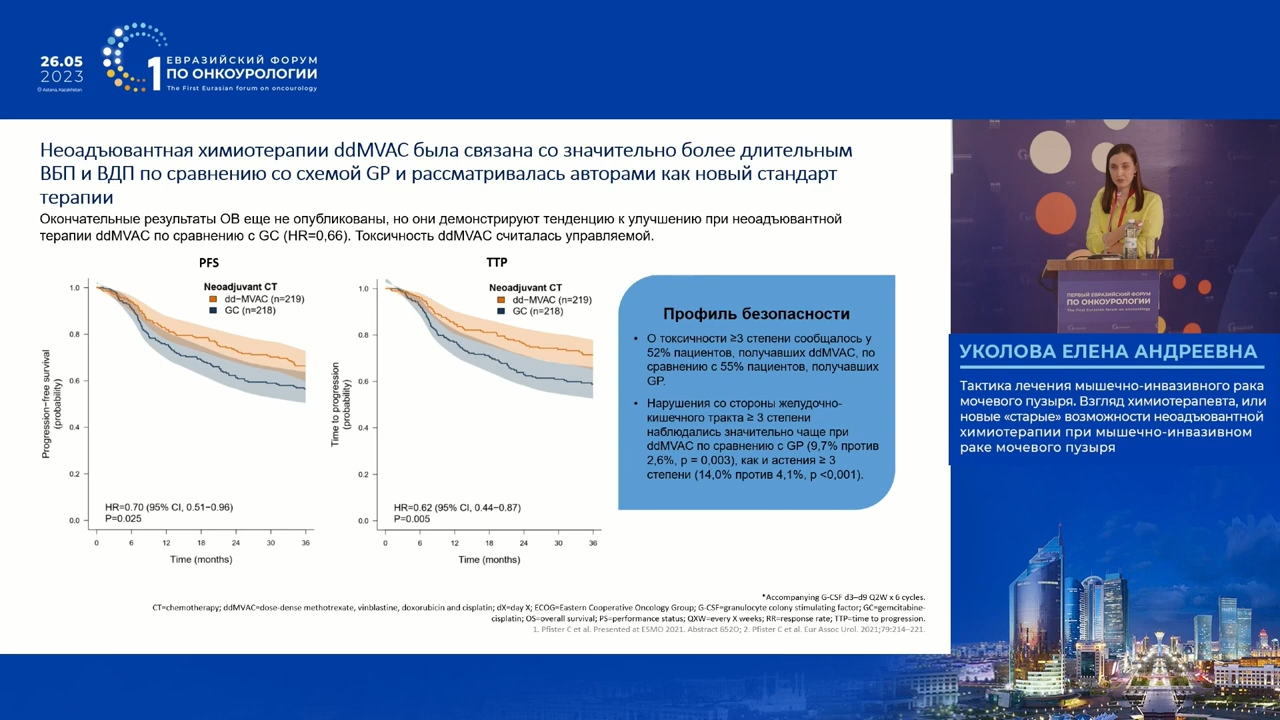 26.05
2023
Astana, Kazakhstan
1
ЕВРАЗИЙСКИЙ ФОРУМ
ПО ОНКОУРОЛОГИИ
The First Eurasian forum on oncourology
Неоадъювантная химиотерапии ddMVAC была связана со значительно более длительным
ВБП и ВДП по сравнению со схемой GP и рассматривалась авторами как новый стандарт
терапии
Окончательные результаты ОВ еще не опубликованы, но они демонстрируют тенденцию к улучшению при неоадъювантной
терапии ddMVAC по сравнению с GC (HR=0,66). Токсичность ddMVAC считалась управляемой.
PFS
Neoadjuvant CT
dd−MVAC (n=219)
GC (n=218)
Progression−free survival
(probability)
1.0
0.8
0.6
0.4
0.2
0.0
HR=0.70 (95% CI, 0.51−0.96)
P=0.025
0 6 12 18 24 30 36
Time (months)
TTP
Neoadjuvant CT
dd−MVAC (n=219)
GC (n=218)
Time to progression
(probability)
1.0
0.8
0.6
0.4
0.2
0.0
HR=0.62 (95% CI, 0.44−0.87)
P=0.005
0 6 12 18 24 30 36
Time (months)
Профиль безопасности
• О токсичности ≥3 степени сообщалось у
52% пациентов, получавших ddMVAC, по
сравнению с 55% пациентов, получавших
GP.
• Нарушения со стороны желудочно-
кишечного тракта ≥ 3 степени
наблюдались значительно чаще при
ddMVAC по сравнению с GP (9,7% против
2,6%, p = 0,003), как и астения ≥ 3
степени (14,0% против 4,1%, p <0,001).
*Accompanying G-CSF d3–d9 Q2W x 6 cycles.
CT=chemotherapy; ddMVAC=dose-dense methotrexate, vinblastine, doxorubicin and cisplatin; dX=day X; ECOG=Eastern Cooperative Oncology Group; G-CSF=granulocyte colony stimulating factor; GC=gemcitabine-
cisplatin; OS=overall survival; PS=performance status; QXW=every X weeks; RR=response rate; TTP=time to progression.
1. Pfister C et al. Presented at ESMO 2021. Abstract 652O; 2. Pfister C et al. Eur Assoc Urol. 2021;79:214–221.
ПЕРВЫЙ ЕВРАЗИЙСКИЙ ФОРУМ
ПО ОНКОУРОЛОГИИ
УКОЛОВА ЕЛЕНА АНДРЕЕВНА
Тактика лечения мышечно-инвазивного рака
мочевого пузыря. Взгляд химиотерапевта, или
новые «старые» возможности неоадъювантной
химиотерапии при мышечно-инвазивном
раке мочевого пузыря